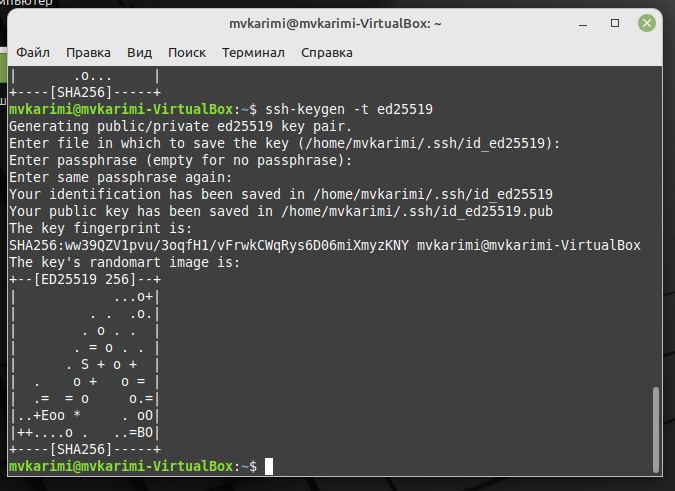 мпьютер
mvkarimi@mvkarimi-VirtualBox: ~
Файл Правка Вид Поиск Терминал Справка
|       .o...     |
+----[SHA256]-----+
mvkarimi@mvkarimi-VirtualBox:~$ ssh-keygen -t ed25519
Generating public/private ed25519 key pair.
Enter file in which to save the key (/home/mvkarimi/.ssh/id_ed25519):
Enter passphrase (empty for no passphrase):
Enter same passphrase again:
Your identification has been saved in /home/mvkarimi/.ssh/id_ed25519
Your public key has been saved in /home/mvkarimi/.ssh/id_ed25519.pub
The key fingerprint is:
SHA256:ww39QZV1pvu/3oqfH1/vFrwkCWqRys6D06miXmyzKNY mvkarimi@mvkarimi-VirtualBox
The key's randomart image is:
+--[ED25519 256]--+
|            ...o+|
|         . .  .o.|
|        . o . .  |
|       . = o . . |
|      . S + o +  |
|  .    o +   o = |
|  .=  = o     o.=|
|..+Eoo *     . oO|
|++....o .   ..=BO|
+----[SHA256]-----+
mvkarimi@mvkarimi-VirtualBox:~$